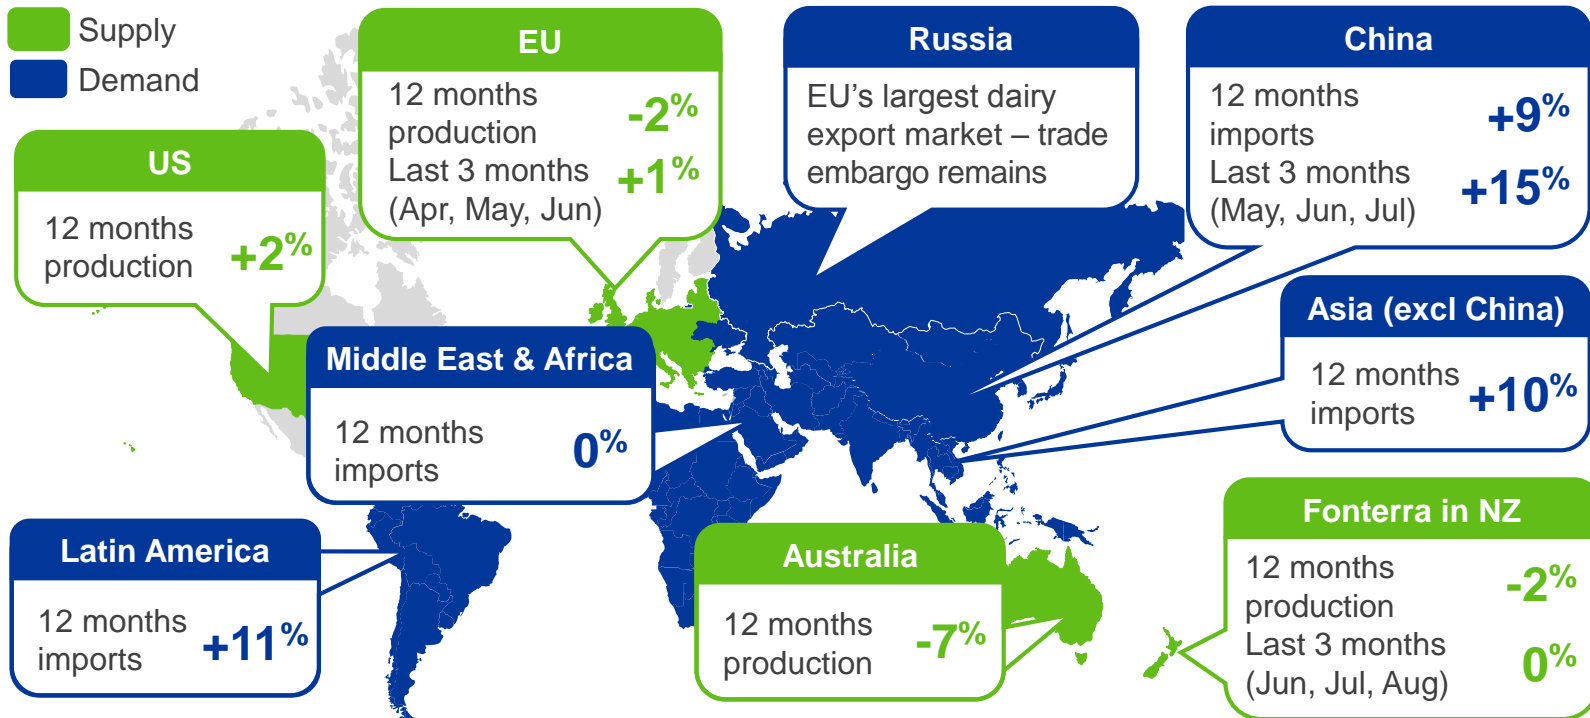 Supply
Demand
EU
12 months
production
-2%
Last 3 months
(Apr, May, Jun)
+1%
Russia
EU's largest dairy
export market – trade
embargo remains
China
12 months
imports
+9%
Last 3 months
(May, Jun, Jul)
+15%
US
12 months
production
+2%
Middle East & Africa
12 months
imports
0%
Asia (excl China)
12 months
imports
+10%
Latin America
12 months
imports
+11%
Australia
12 months
production
-7%
Fonterra in NZ
12 months
production
-2%
Last 3 months
(Jun, Jul, Aug)
0%